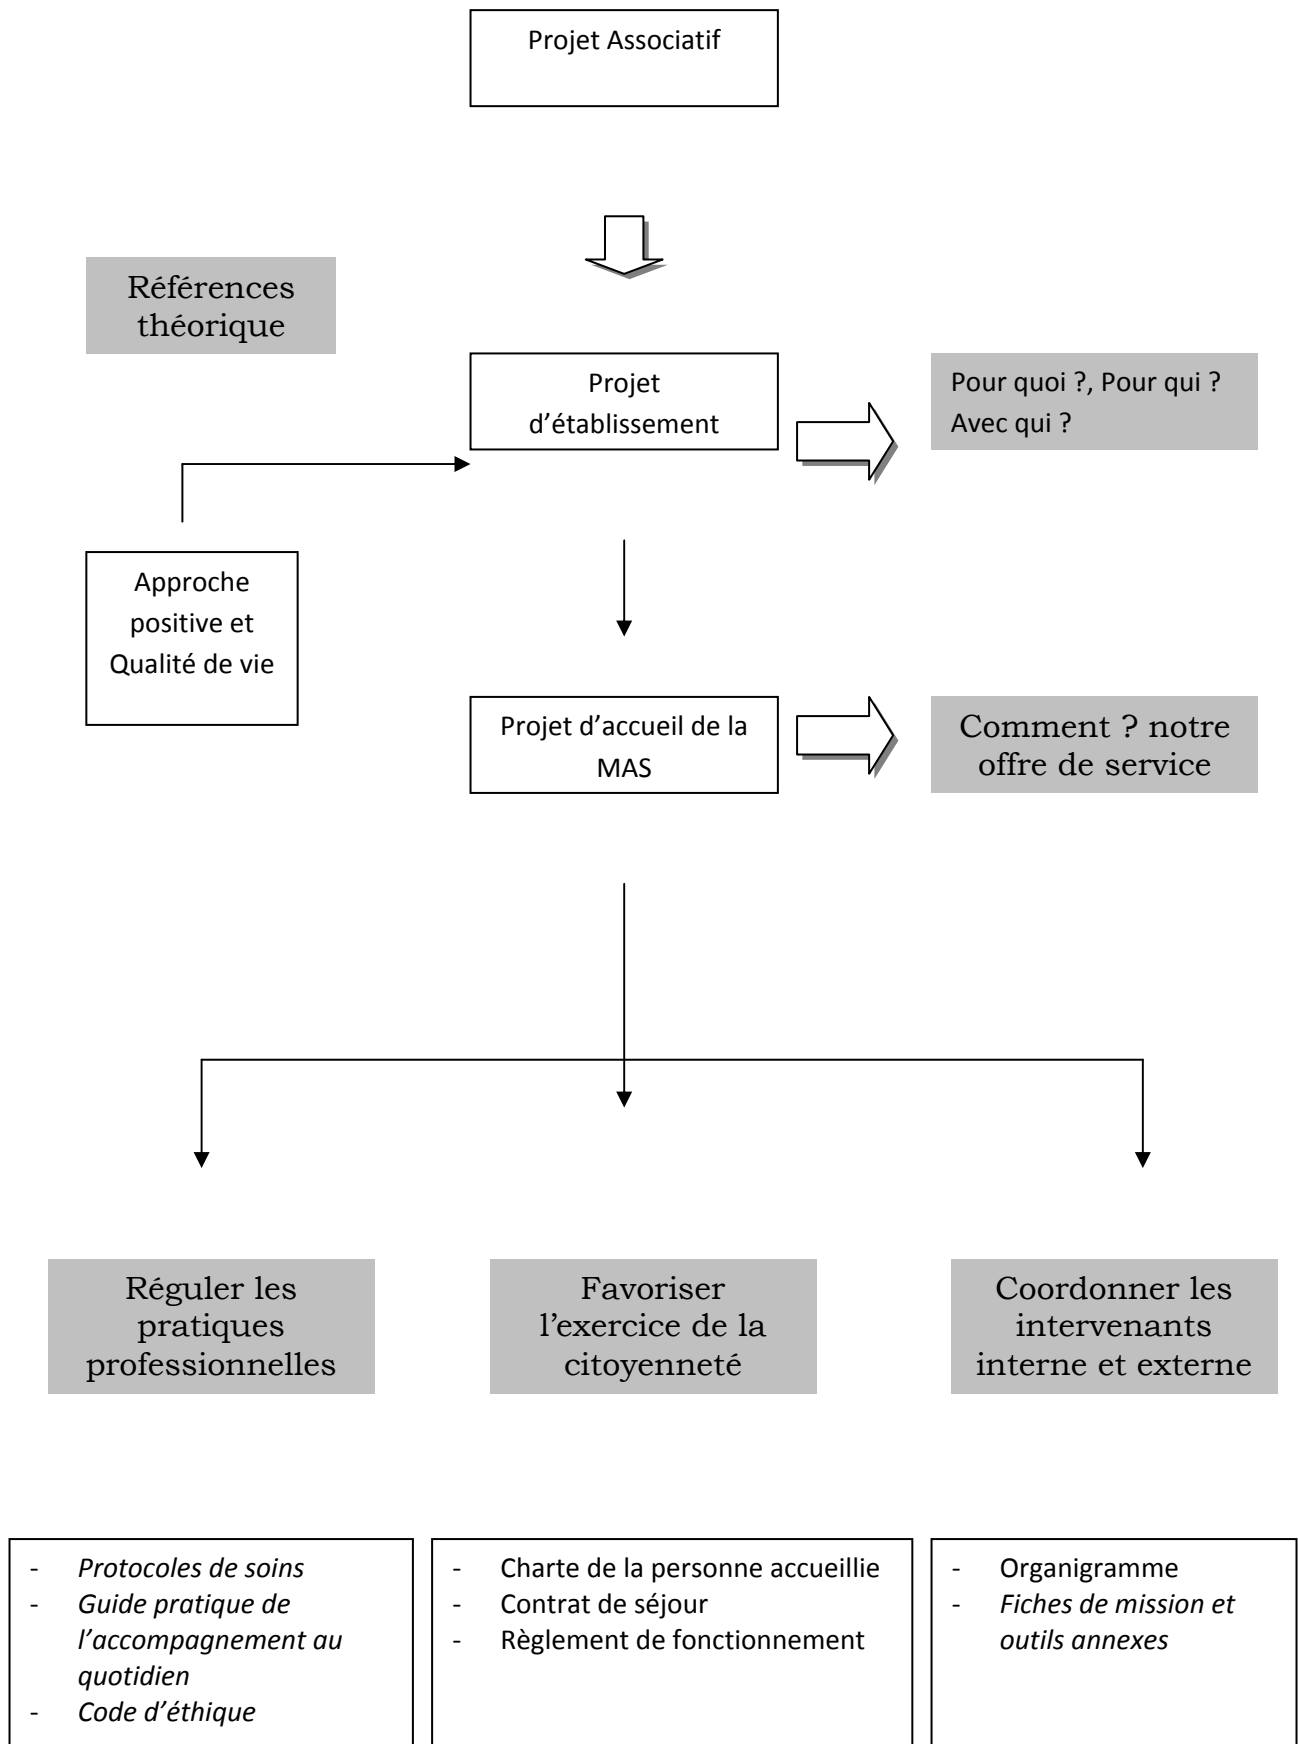 Projet Associatif
Références
théorique
Projet
d’établissement
Pour quoi ?, Pour qui ?
Avec qui ?
Approche
positive et
Qualité de vie
Projet d’accueil de la
MAS
Comment ? notre
offre de service
Réguler les
pratiques
professionnelles
Favoriser
l’exercice de la
citoyenneté
Coordonner les
intervenants
interne et externe
- Protocoles de soins
- Guide pratique de
l’accompagnement au
quotidien
- Code d’éthique
- Charte de la personne accueillie
- Contrat de séjour
- Règlement de fonctionnement
- Organigramme
- Fiches de mission et
outils annexes